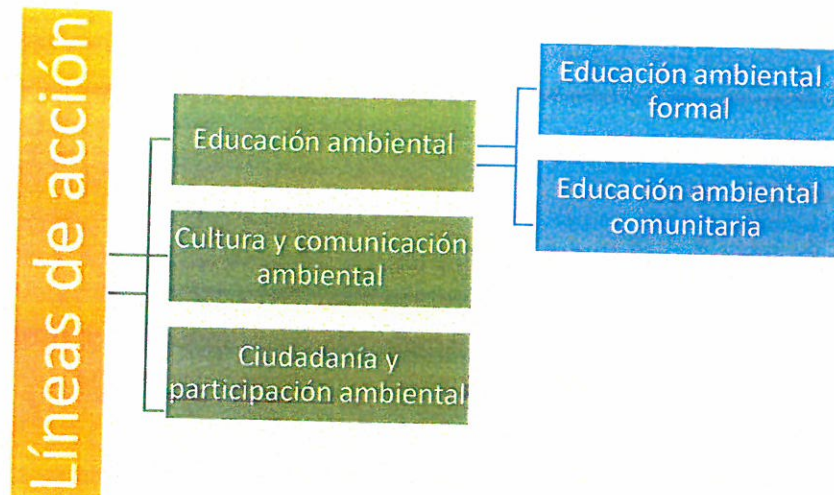 Líneas de acción
Educación ambiental
Educación ambiental
formal
Educación ambiental
comunitaria
Cultura y comunicación
ambiental
Ciudadanía y
participación ambiental